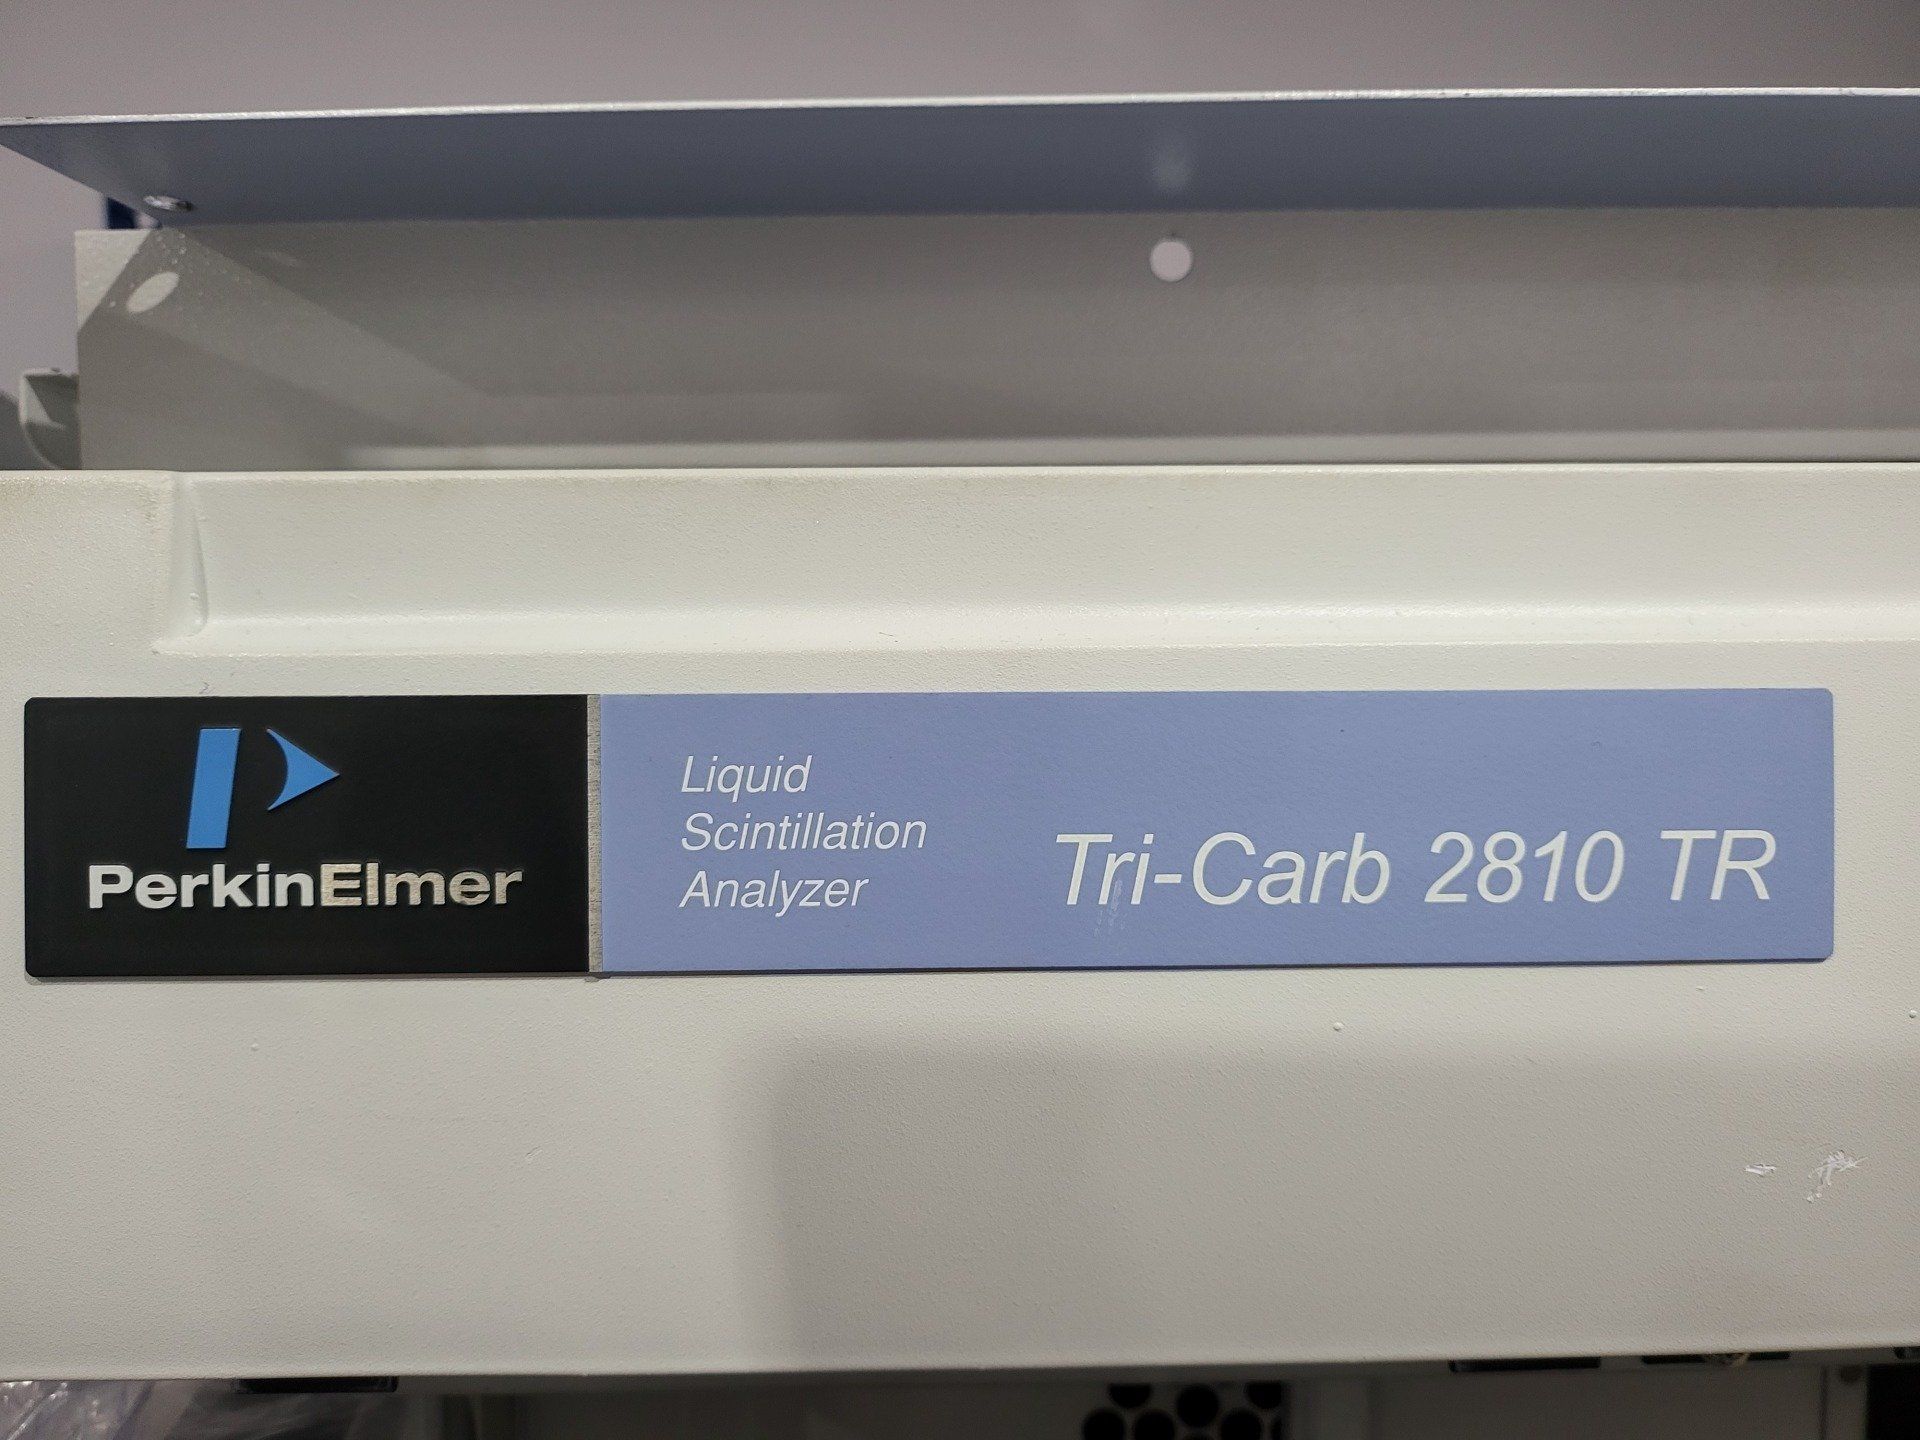 PerkinElmer
Liquid
Scintillation
Analyzer
Tri-Carb 2810 TR